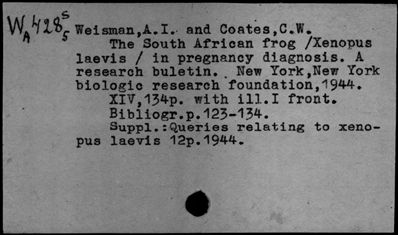 WA 428 S S Weisman,A.I. and Coates,C.W.
The South African frog /Xenopus
laevis / in pregnancy diagnosis. A
research buletin. New York,New York
biologic research foundation,1944.
XIV,134p. with ill.I front.
Bibliogr.p.123-134.
Suppl.:Queries relating to xeno-
pus laevis 12p.1944.